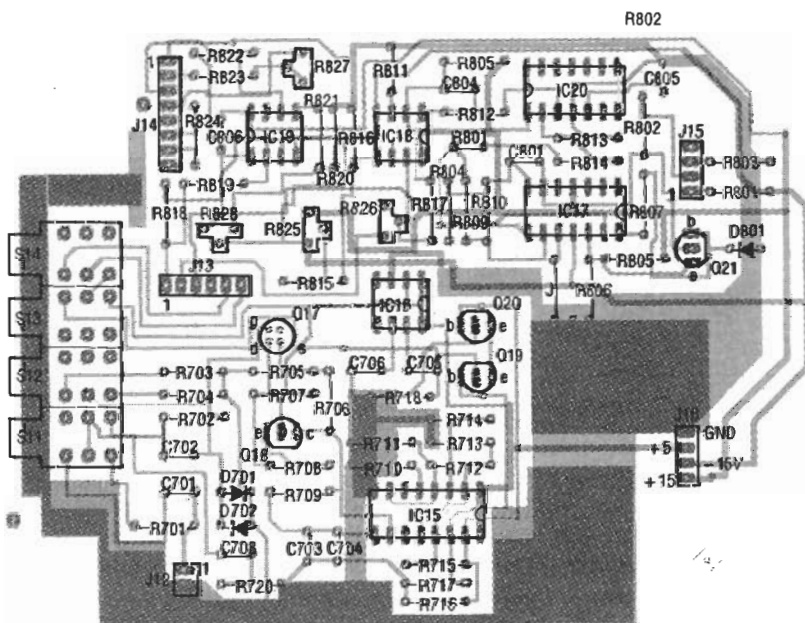 R802
R822
R823
R827
R811
R805
C804
R812
IC20
C805
1
J14
R824
C806
IC19
R821
R820
R816
IC18
R801
R804
C801
R813
R814
R802
J15
1
R803
R801
R819
R818
R828
R825
R826
R817
R810
R809
IC17
R807
b
D801
R805
Q21
e
S14
S13
S12
S11
J13
1
R815
IC16
J
R806
Q17
g
d
s
Q20
b
e
Q19
b
e
R703
R704
R702
R705
R707
R706
C706
C705
R718
e
c
Q18
R714
R713
R712
R711
R710
C702
R708
C701
D701
R709
D702
R701
C703
C704
IC15
J16
GND
+5
-15V
+15
J12
1
C708
R720
R715
R717
R716